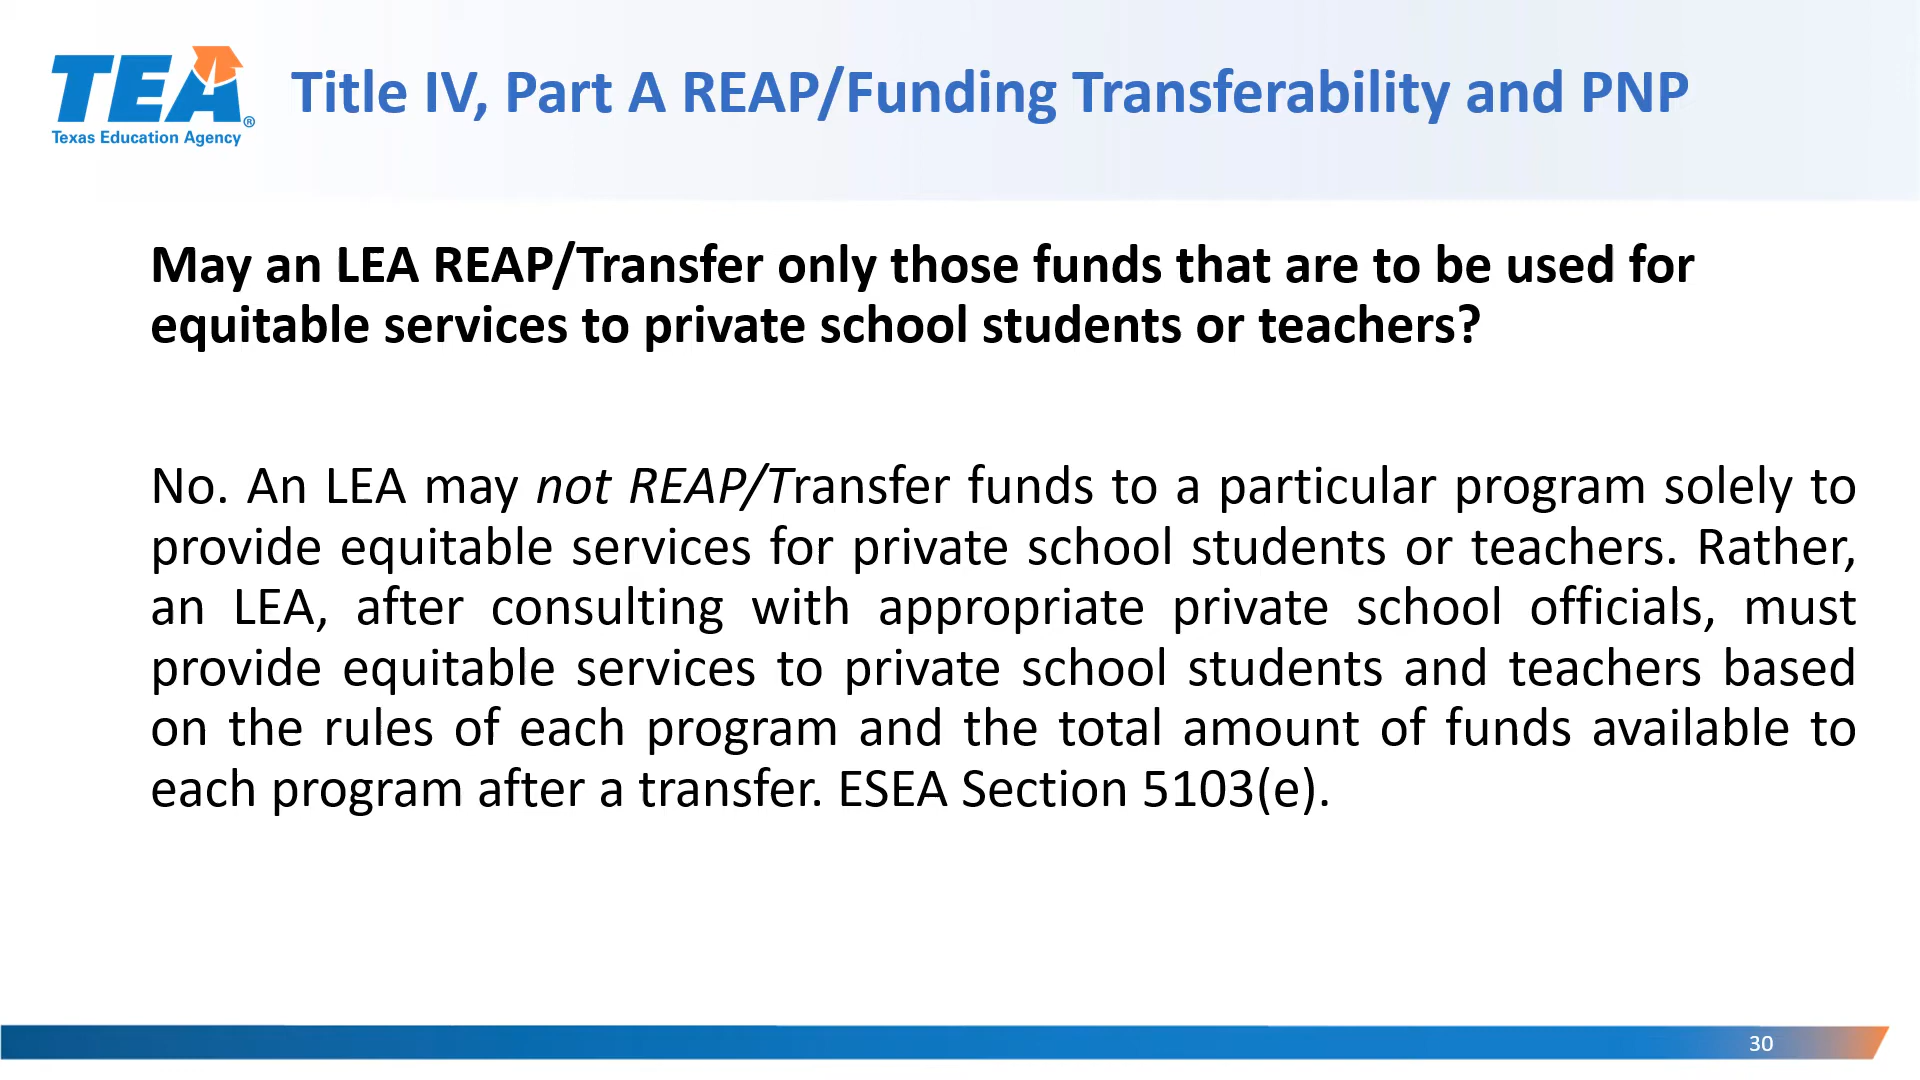 TEA®
Texas Education Agency
Title IV, Part A REAP/Funding Transferability and PNP
May an LEA REAP/Transfer only those funds that are to be used for
equitable services to private school students or teachers?
No. An LEA may not REAP/Transfer funds to a particular program solely to
provide equitable services for private school students or teachers. Rather,
an LEA, after consulting with appropriate private school officials, must
provide equitable services to private school students and teachers based
on the rules of each program and the total amount of funds available to
each program after a transfer. ESEA Section 5103(e).
30